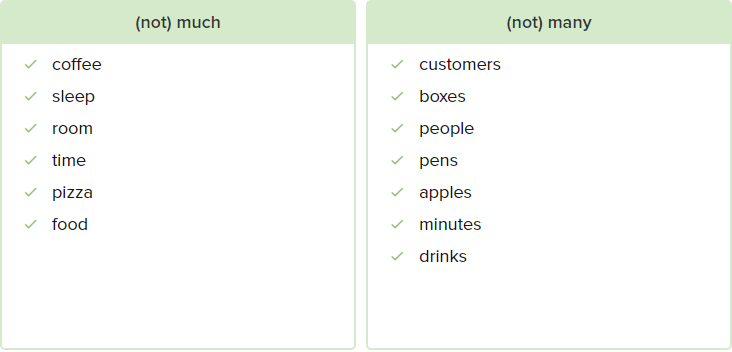 (not) much
coffee
sleep
room
time
pizza
food
(not) many
customers
boxes
people
pens
apples
minutes
drinks